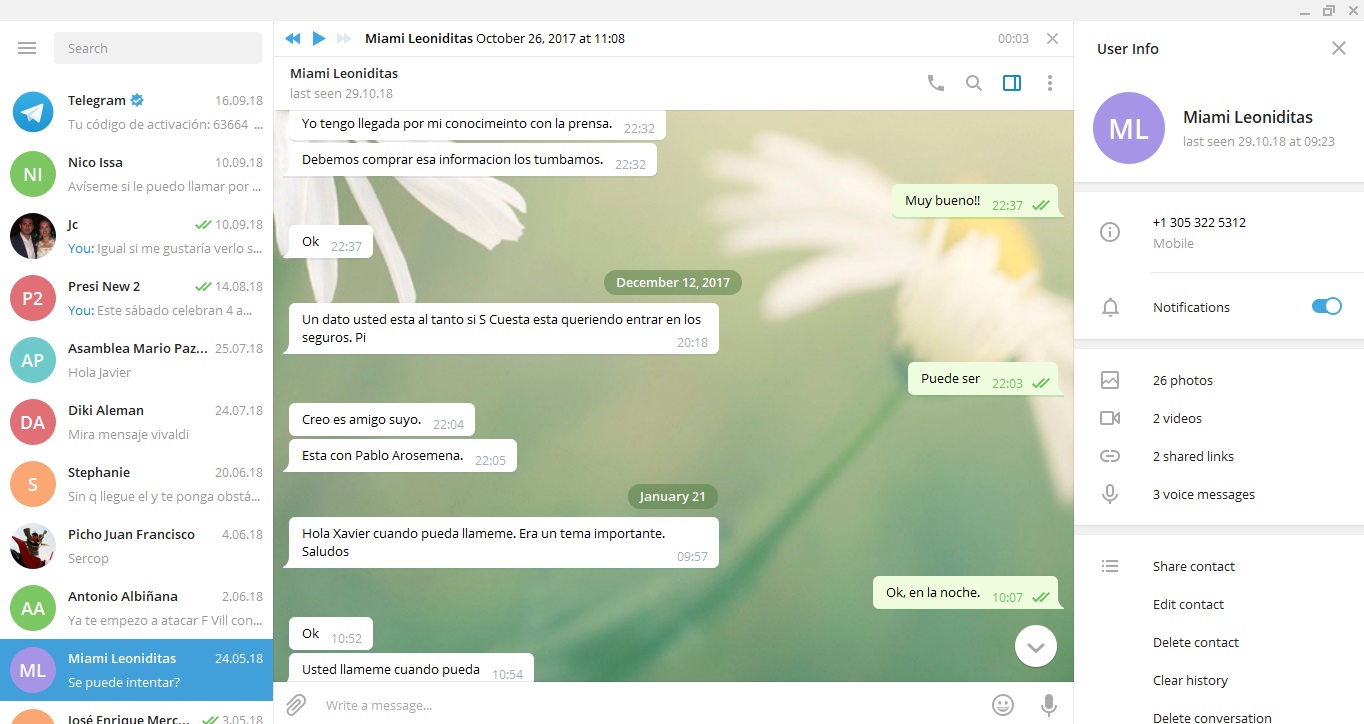 Search
Telegram 16.09.18
Tu código de activación: 63664 ...
NI
Nico Issa 10.09.18
Avíseme si le puedo llamar por ...
Jc 10.09.18
You: Igual si me gustaría verlo s...
P2
Presi New 2 14.08.18
You: Este sábado celebran 4 a...
AP
Asamblea Mario Paz... 25.07.18
Hola Javier
DA
Diki Aleman 24.07.18
Mira mensaje vivaldi
S
Stephanie 20.06.18
Sin q llegue el y te ponga obstá...
Picho Juan Francisco 4.06.18
Sercop
AA
Antonio Albiñana 2.06.18
Ya te empezo a atacar F Vill con...
ML
Miami Leoniditas 24.05.18
Se puede intentar?
José Enrique Merc... 3.05.18
Miami Leoniditas October 26, 2017 at 11:08 00:03
Miami Leoniditas
last seen 29.10.18
Yo tengo llegada por mi conocimeinto con la prensa. 22:32
Debemos comprar esa informacion los tumbamos. 22:32
Muy bueno!! 22:37
Ok 22:37
December 12, 2017
Un dato usted esta al tanto si S Cuesta esta queriendo entrar en los
seguros. Pi 20:18
Puede ser 22:03
Creo es amigo suyo. 22:04
Esta con Pablo Arosemena. 22:05
January 21
Hola Xavier cuando pueda llameme. Era un tema importante.
Saludos 09:57
Ok, en la noche. 10:07
Ok 10:52
Usted llameme cuando pueda 10:54
Write a message...
User Info
ML
Miami Leoniditas
last seen 29.10.18 at 09:23
+1 305 322 5312
Mobile
Notifications
26 photos
2 videos
2 shared links
3 voice messages
Share contact
Edit contact
Delete contact
Clear history
Delete conversation